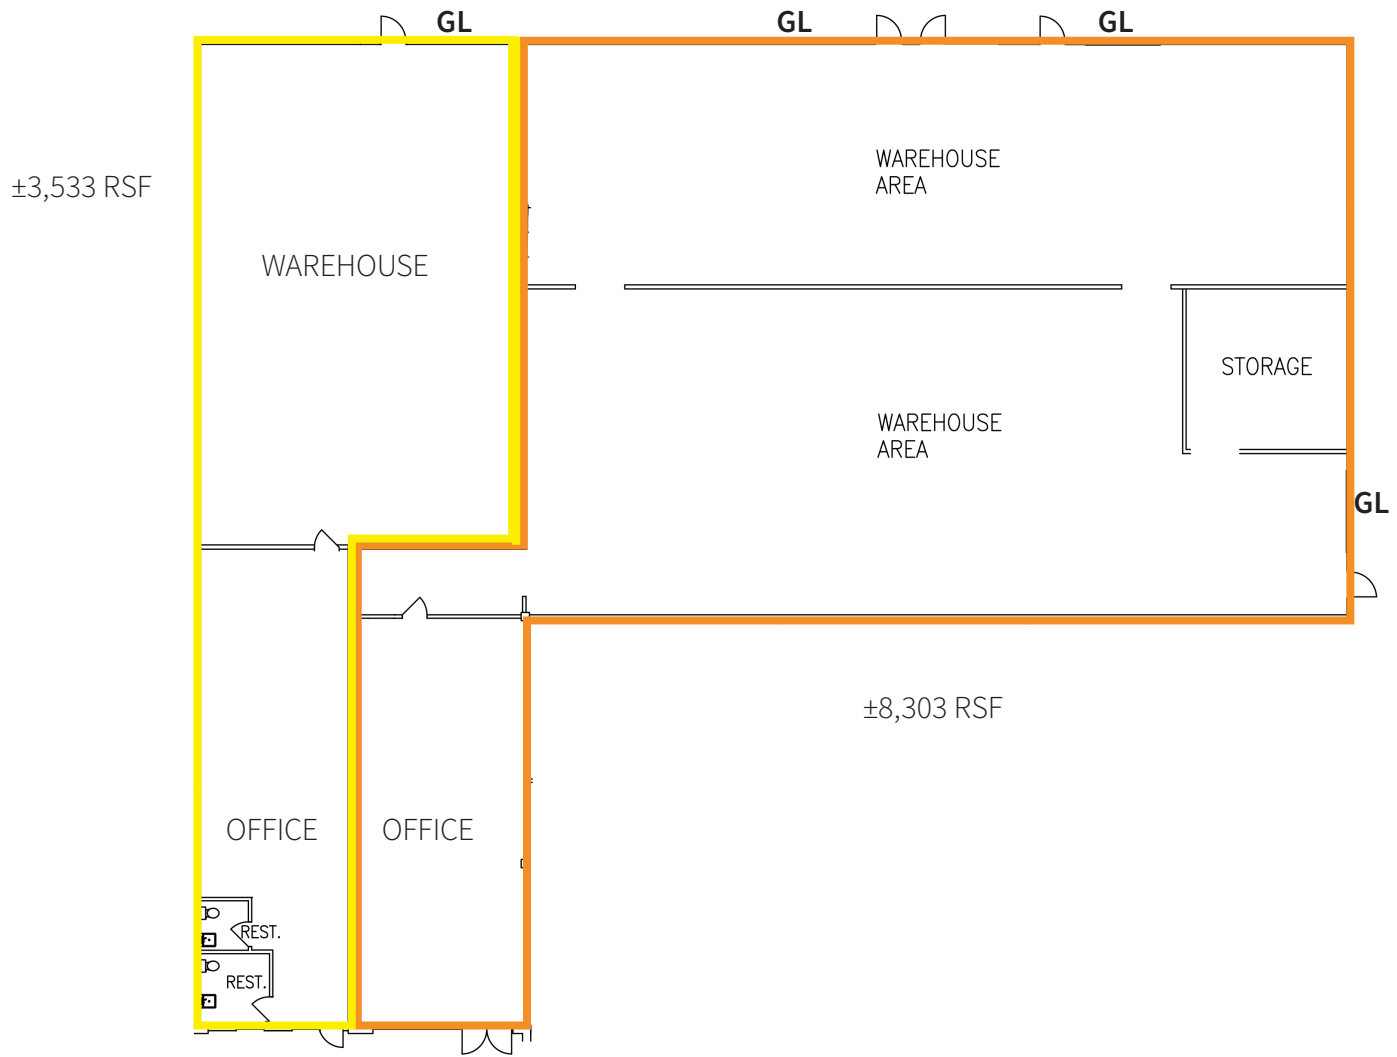 GL
GL
GL
WAREHOUSE
AREA
±3,533 RSF
WAREHOUSE
STORAGE
WAREHOUSE
AREA
GL
±8,303 RSF
OFFICE
OFFICE
REST.
REST.